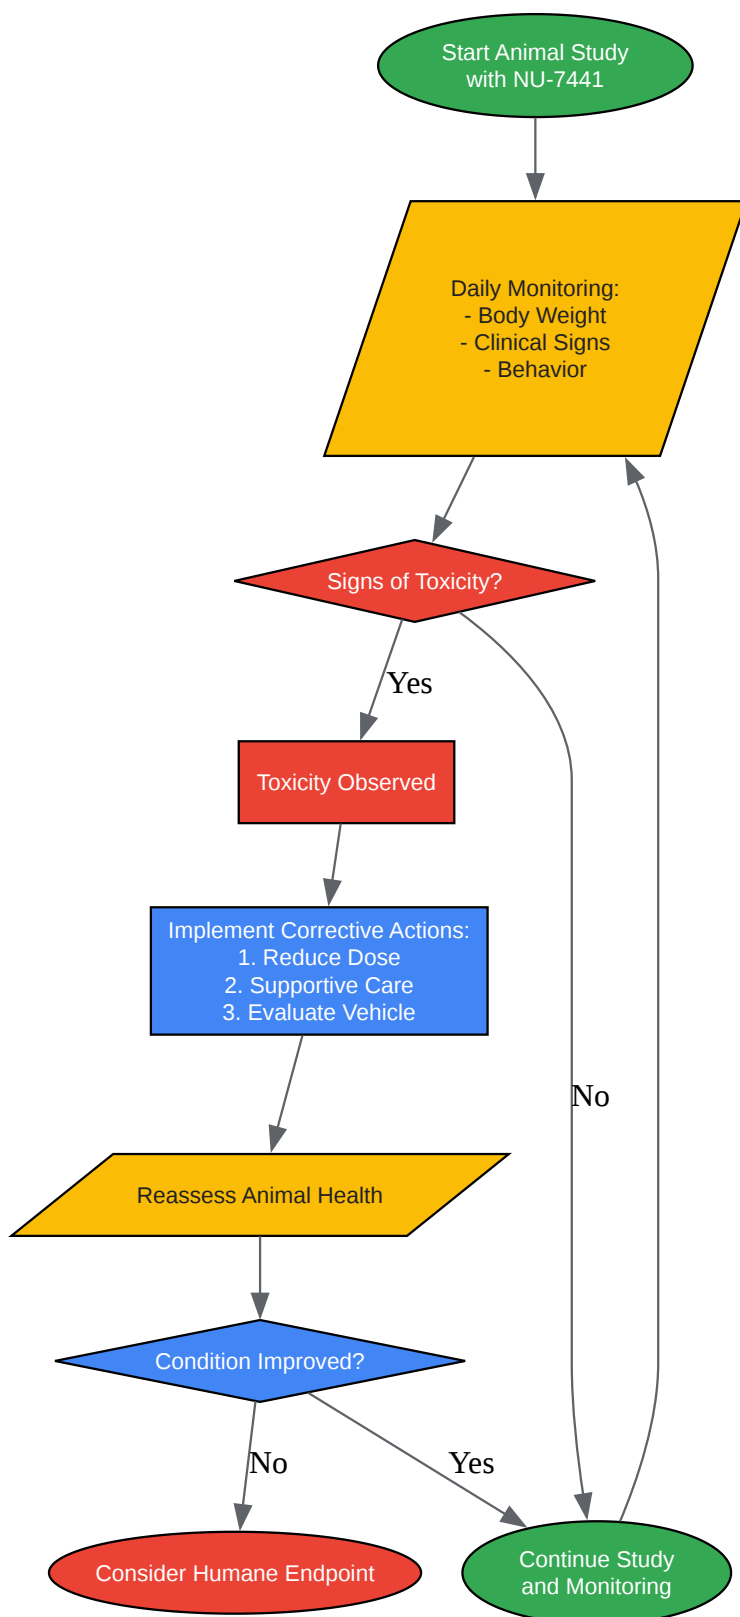 Start Animal Study
with NU-7441
Daily Monitoring:
- Body Weight
- Clinical Signs
- Behavior
Signs of Toxicity?
Yes
Toxicity Observed
Implement Corrective Actions:
1. Reduce Dose
2. Supportive Care
3. Evaluate Vehicle
No
Reassess Animal Health
Condition Improved?
No
Yes
Consider Humane Endpoint
Continue Study
and Monitoring